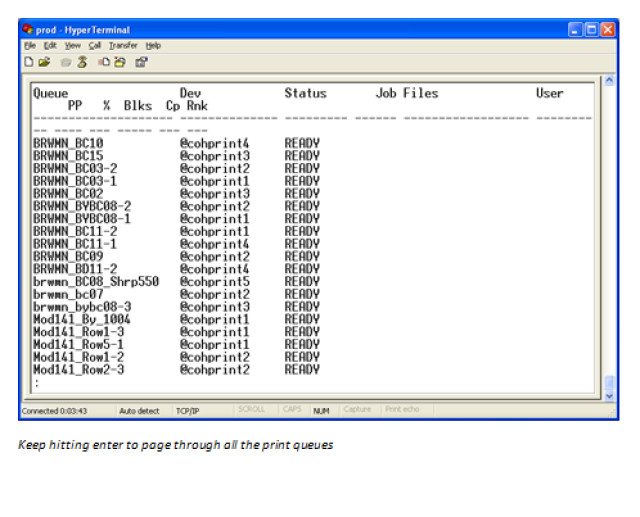 prod - HyperTerminal
File Edit View Call Transfer Help
Queue Dev Status Job Files User
PP % Blks Cp Rnk
-------------------- -------------- --------- ------ ------------------ --------
-- ---- --- ----- --- ---
BRWMN_BC10 @cohprint4 READY
BRWMN_BC15 @cohprint3 READY
BRWMN_BC03-2 @cohprint2 READY
BRWMN_BC03-1 @cohprint1 READY
BRWMN_BC02 @cohprint3 READY
BRWMN_BYBC08-2 @cohprint2 READY
BRWMN_BYBC08-1 @cohprint1 READY
BRWMN_BC11-2 @cohprint1 READY
BRWMN_BC11-1 @cohprint4 READY
BRWMN_BC09 @cohprint2 READY
BRWMN_BD11-2 @cohprint4 READY
brwmn_BC08_Shrp550 @cohprint5 READY
brwmn_bc07 @cohprint2 READY
brwmn_bybc08-3 @cohprint3 READY
Mod141_By_1004 @cohprint1 READY
Mod141_Row1-3 @cohprint1 READY
Mod141_Row5-1 @cohprint1 READY
Mod141_Row1-2 @cohprint2 READY
Mod141_Row2-3 @cohprint2 READY
:
Connected 0:03:43 Auto detect TCP/IP SCROLL CAPS NUM Capture Print echo
Keep hitting enter to page through all the print queues